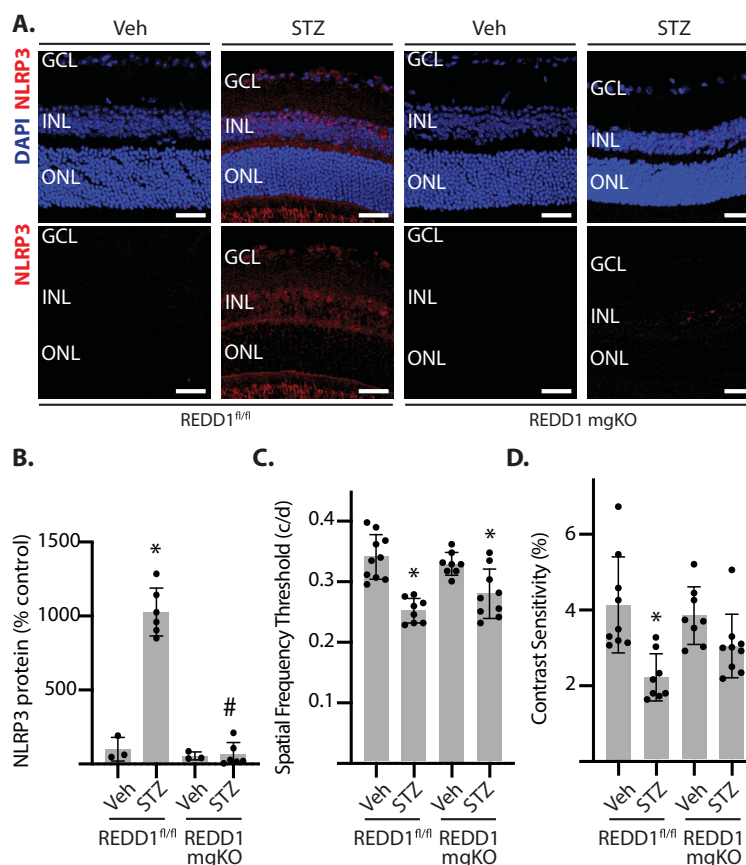 A.
Veh STZ Veh STZ
DAPI NLRP3
GCL GCL GCL GCL
INL INL INL INL
ONL ONL ONL ONL
NLRP3
GCL GCL GCL GCL
INL INL INL INL
ONL ONL ONL ONL
REDD1fl/fl REDD1 mgKO
B.
NLRP3 protein (% control)
1500
1000
500
*
#
Veh STZ Veh STZ
REDD1fl/fl REDD1
mgKO
C.
Spatial Frequency Threshold (c/d)
0.4
0.3
0.2
0.1
*
*
Veh STZ Veh STZ
REDD1fl/fl REDD1
mgKO
D.
Contrast Sensitivity (%)
6
4
2
*
Veh STZ Veh STZ
REDD1fl/fl REDD1
mgKO